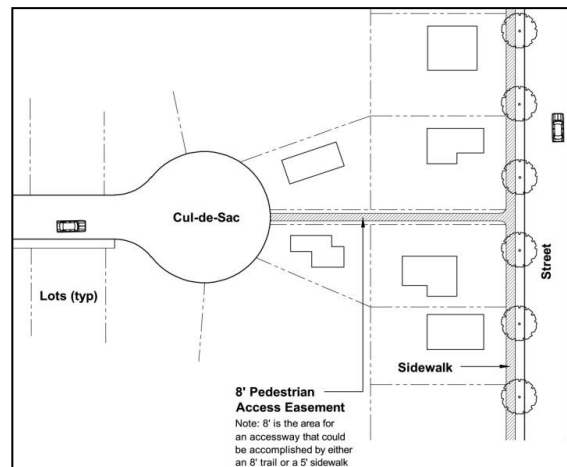 Cul-de-Sac
Street
Lots (typ)
Sidewalk
8' Pedestrian
Access Easement
Note: 8' is the area for
an accessway that could
be accomplished by either
an 8' trail or a 5' sidewalk